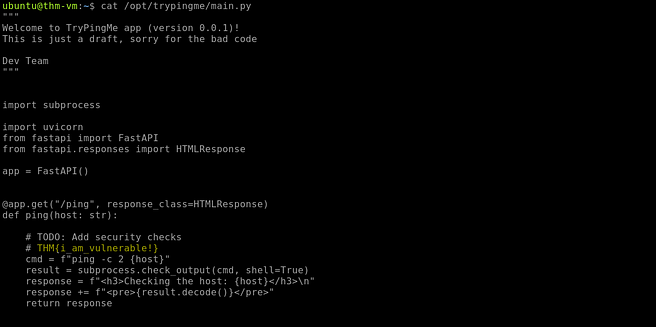 ubuntu@thm-vm:~$ cat /opt/trypingme/main.py
"""
Welcome to TryPingMe app (version 0.0.1)!
This is just a draft, sorry for the bad code

Dev Team
"""

import subprocess

import uvicorn
from fastapi import FastAPI
from fastapi.responses import HTMLResponse

app = FastAPI()

@app.get("/ping", response_class=HTMLResponse)
def ping(host: str):

    # TODO: Add security checks
    # THM{i_am_vulnerable!}
    cmd = f"ping -c 2 {host}"
    result = subprocess.check_output(cmd, shell=True)
    response = f"<h3>Checking the host: {host}</h3>\n"
    response += f"<pre>{result.decode()}</pre>"
    return response